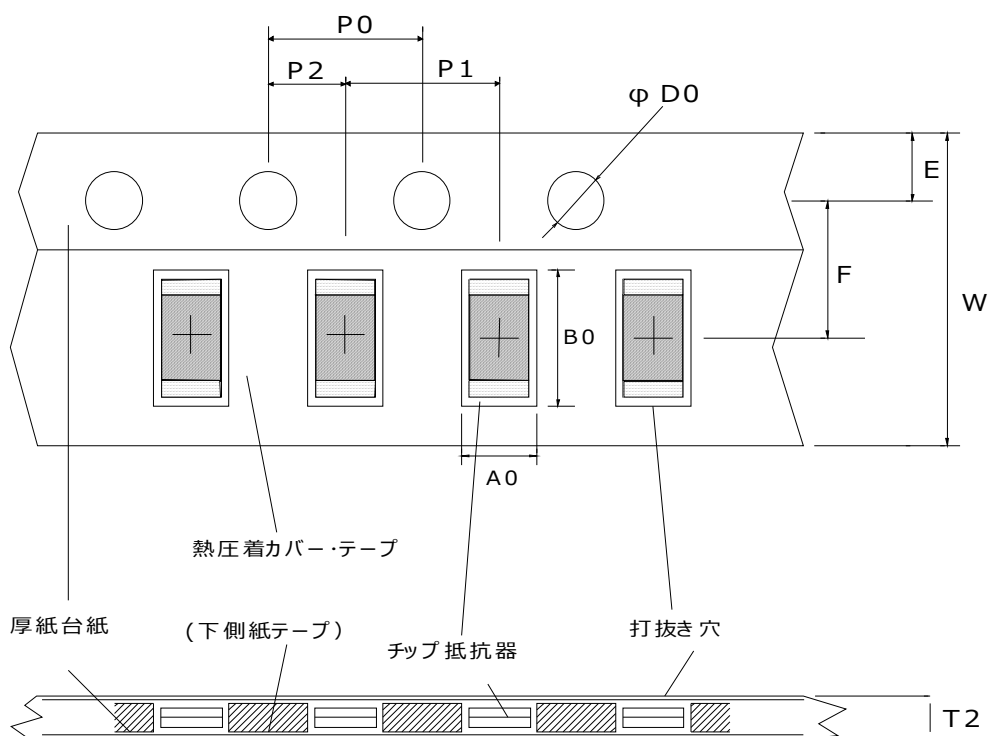 P0
P2
P1
φ D0
E
F
W
B0
A0
熱圧着カバー・テープ
厚紙台紙
(下側紙テープ)
チップ抵抗器
打抜き穴
T2